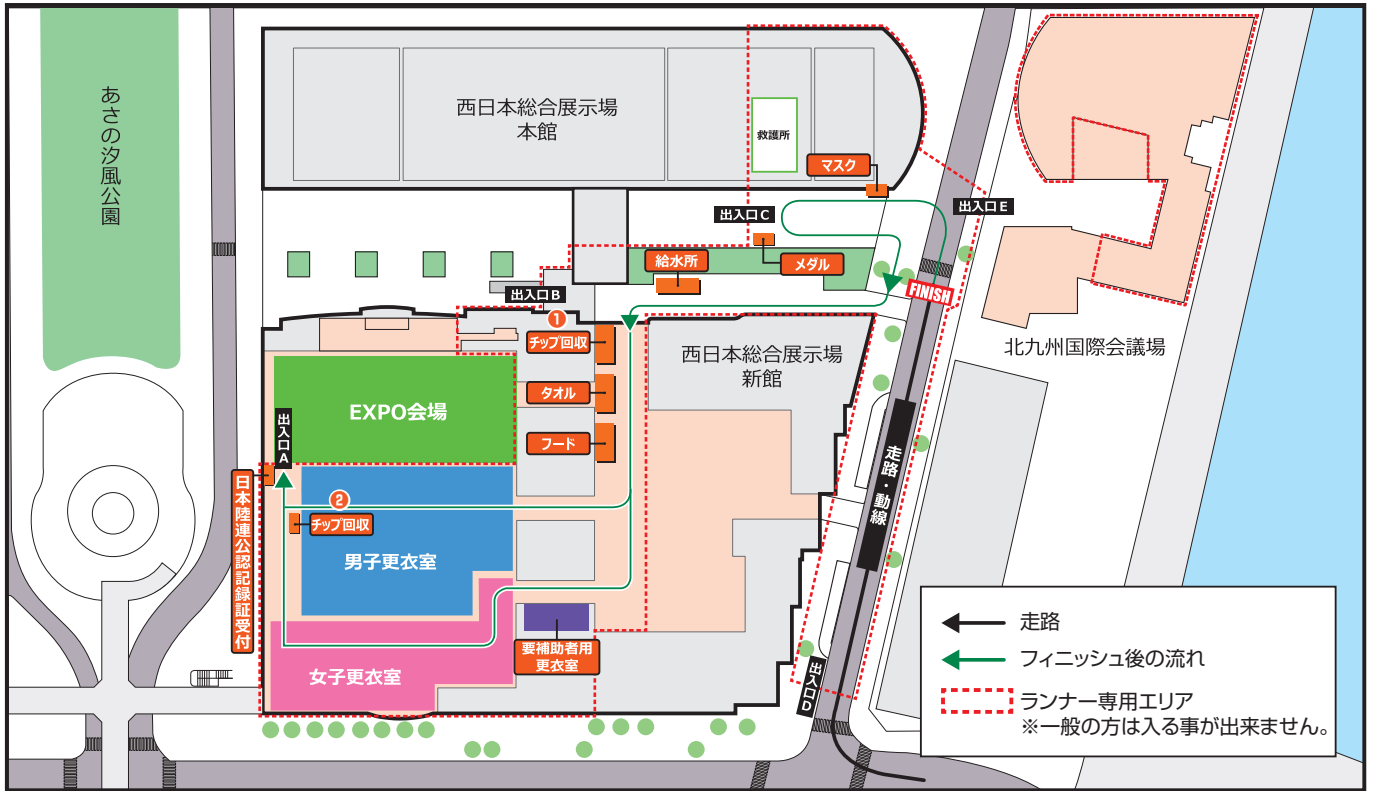 あさの汐風公園
西日本総合展示場
本館
救護所
マスク
出入口C
出入口E
給水所
メダル
出入口B
FINISH
❶
チップ回収
西日本総合展示場
新館
北九州国際会議場
タオル
EXPO会場
出入口A
フード
走路・動線
日本陸連公認記録証受付
❷
チップ回収
男子更衣室
要補助者用
更衣室
女子更衣室
出入口D
走路
フィニッシュ後の流れ
ランナー専用エリア
※一般の方は入る事が出来ません。